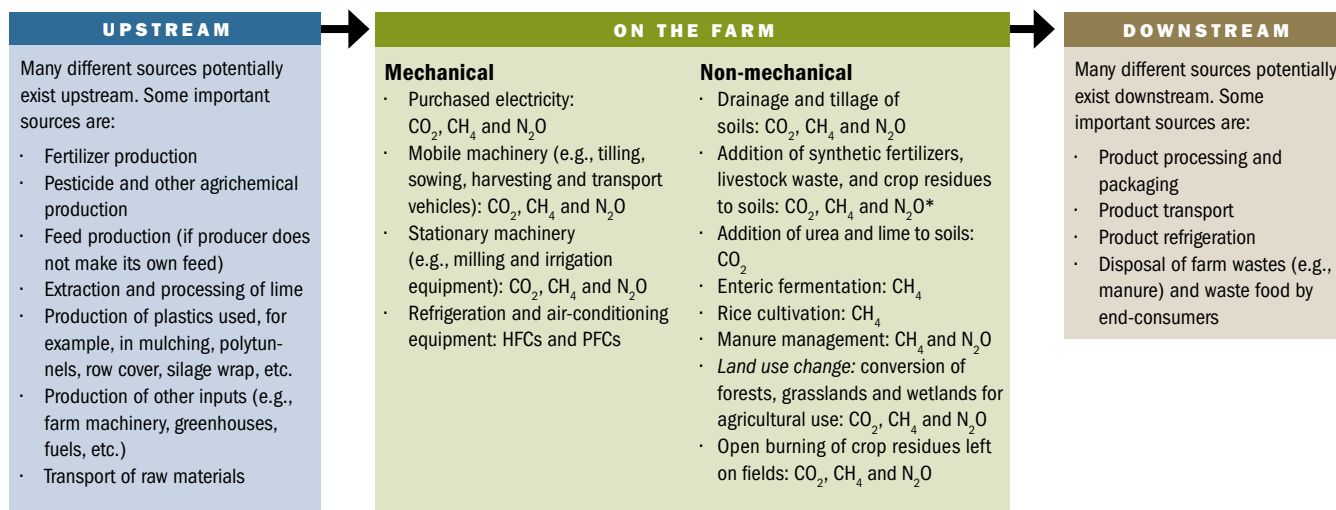 UPSTREAM
Many different sources potentially
exist upstream. Some important
sources are:
· Fertilizer production
· Pesticide and other agrichemical
production
· Feed production (if producer does
not make its own feed)
· Extraction and processing of lime
· Production of plastics used, for
example, in mulching, polytun-
nels, row cover, silage wrap, etc.
· Production of other inputs (e.g.,
farm machinery, greenhouses,
fuels, etc.)
· Transport of raw materials
ON THE FARM
Mechanical
· Purchased electricity:
CO₂, CH₄ and N₂O
· Mobile machinery (e.g., tilling,
sowing, harvesting and transport
vehicles): CO₂, CH₄ and N₂O
· Stationary machinery
(e.g., milling and irrigation
equipment): CO₂, CH₄ and N₂O
· Refrigeration and air-conditioning
equipment: HFCs and PFCs
Non-mechanical
· Drainage and tillage of
soils: CO₂, CH₄ and N₂O
· Addition of synthetic fertilizers,
livestock waste, and crop residues
to soils: CO₂, CH₄ and N₂O*
· Addition of urea and lime to soils:
CO₂
· Enteric fermentation: CH₄
· Rice cultivation: CH₄
· Manure management: CH₄ and N₂O
· Land use change: conversion of
forests, grasslands and wetlands for
agricultural use: CO₂, CH₄ and N₂O
· Open burning of crop residues left
on fields: CO₂, CH₄ and N₂O
DOWNSTREAM
Many different sources potentially
exist downstream. Some
important sources are:
· Product processing and
packaging
· Product transport
· Product refrigeration
· Disposal of farm wastes (e.g.,
manure) and waste food by
end-consumers